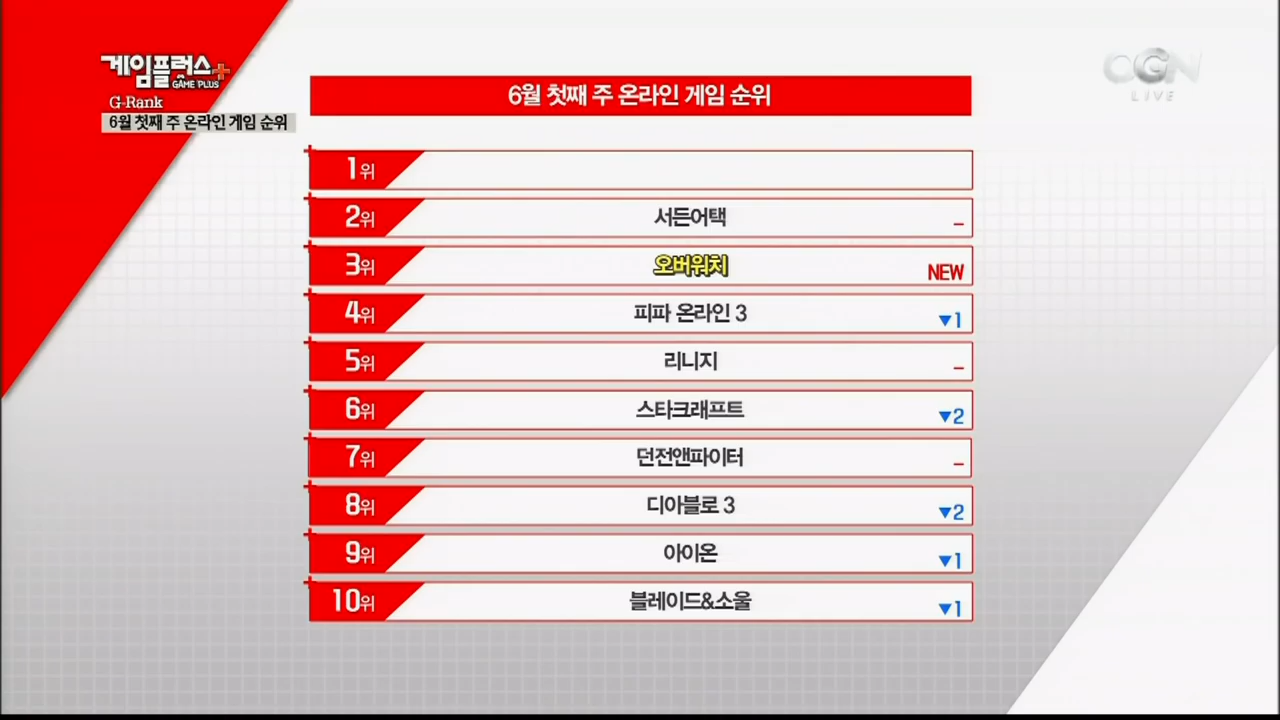 게임플러스+
GAME PLUS
G-Rank
6월 첫째 주 온라인 게임 순위
OGN
LIVE
6월 첫째 주 온라인 게임 순위
1위
2위 서든어택 –
3위 오버워치 NEW
4위 피파 온라인 3 ▼1
5위 리니지 –
6위 스타크래프트 ▼2
7위 던전앤파이터 –
8위 디아블로 3 ▼2
9위 아이온 ▼1
10위 블레이드&소울 ▼1